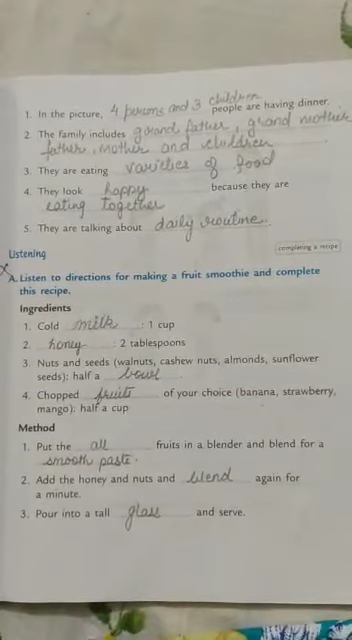 1. In the picture, 4 persons and 3 children people are having dinner.
2. The family includes grand father, grand mother
father, mother and children
3. They are eating varieties of food
4. They look happy because they are
eating together
5. They are talking about daily routine.
Listening
completing a recipe
A. Listen to directions for making a fruit smoothie and complete
this recipe.
Ingredients
1. Cold milk : 1 cup
2. honey : 2 tablespoons
3. Nuts and seeds (walnuts, cashew nuts, almonds, sunflower
seeds): half a bowl
4. Chopped fruits of your choice (banana, strawberry,
mango): half a cup
Method
1. Put the all fruits in a blender and blend for a
smooth paste.
2. Add the honey and nuts and blend again for
a minute.
3. Pour into a tall glass and serve.